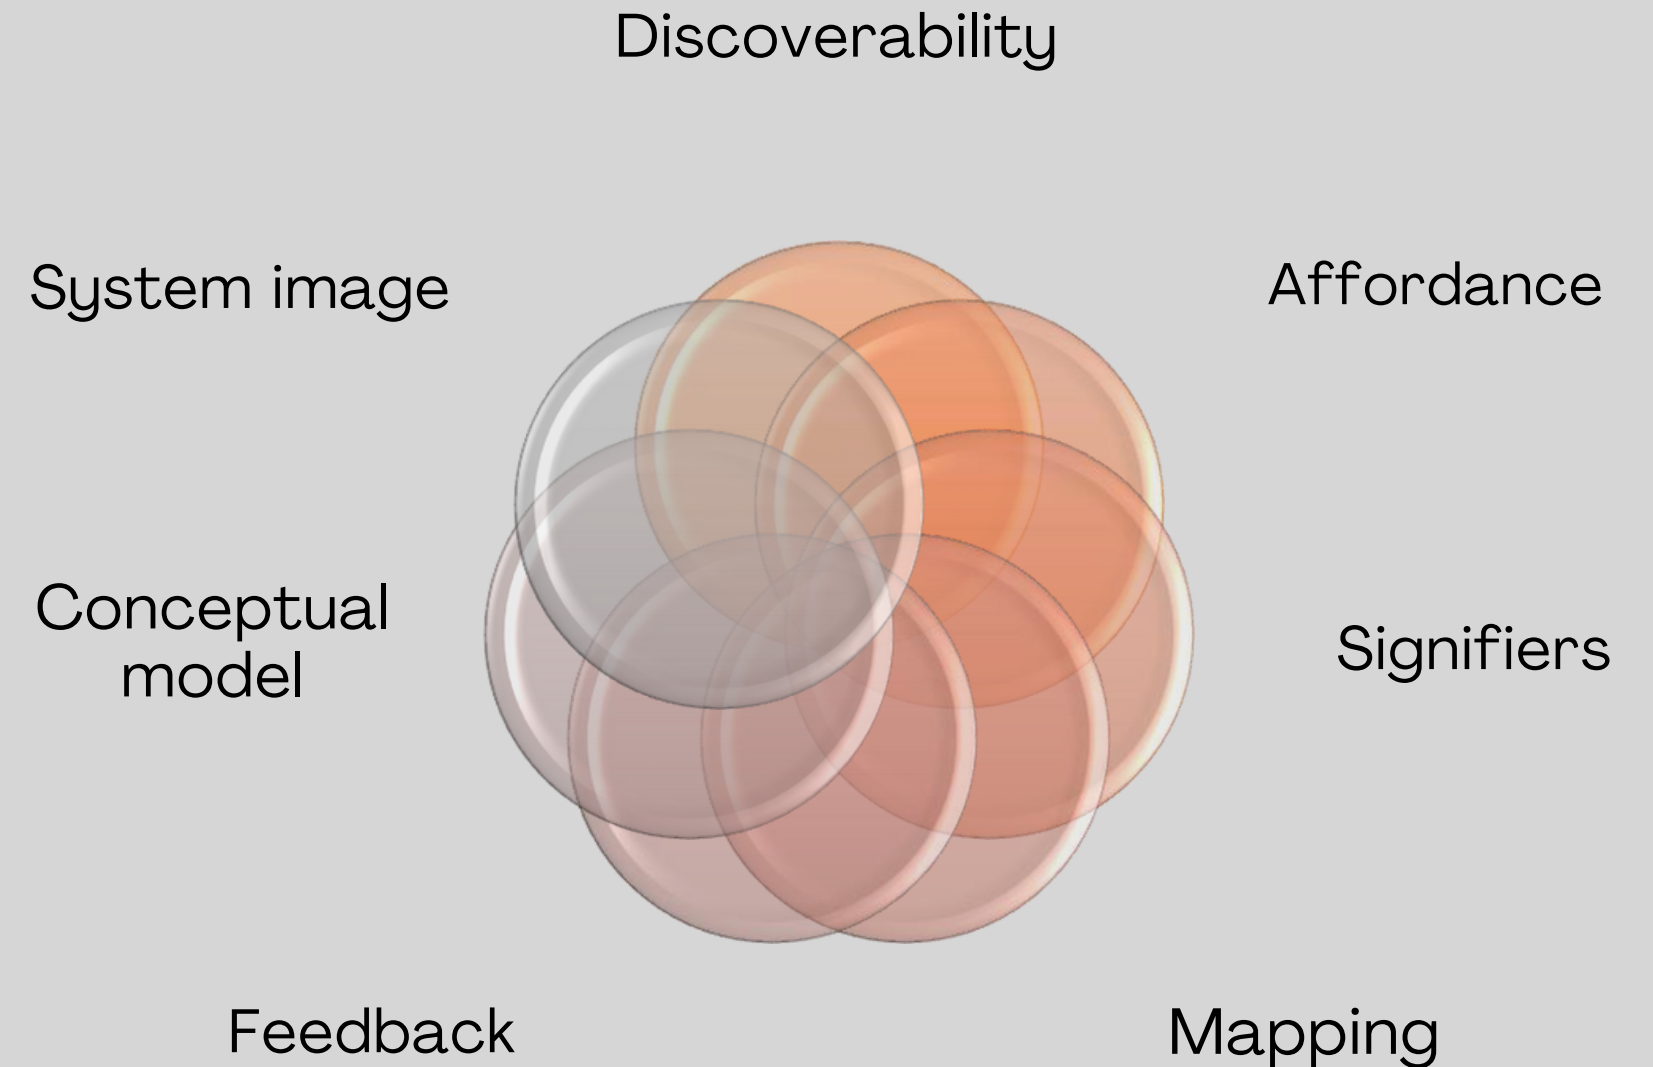 Discoverability
System image
Affordance
Conceptual
model
Signifiers
Feedback
Mapping